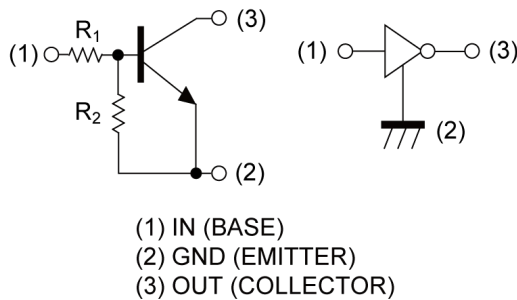 (3)
(1)
R1
R2
(2)
(1)
(3)
(2)
(1) IN (BASE)
(2) GND (EMITTER)
(3) OUT (COLLECTOR)